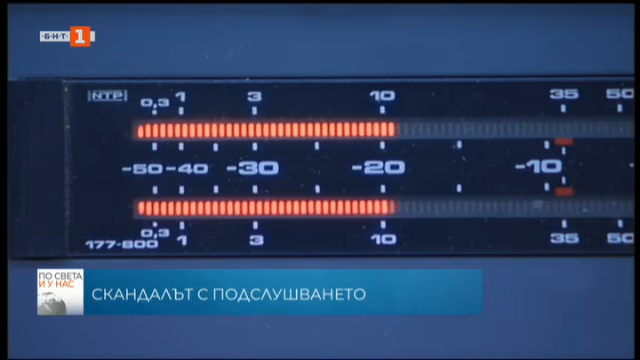 БНТ 1
NTP 0,3 1 3 10 35 50
-50 -40 -30 -20 -10
177-800 0,3 1 3 10 35 50
ПО СВЕТА
И У НАС
СКАНДАЛЪТ С ПОДСЛУШВАНЕТО